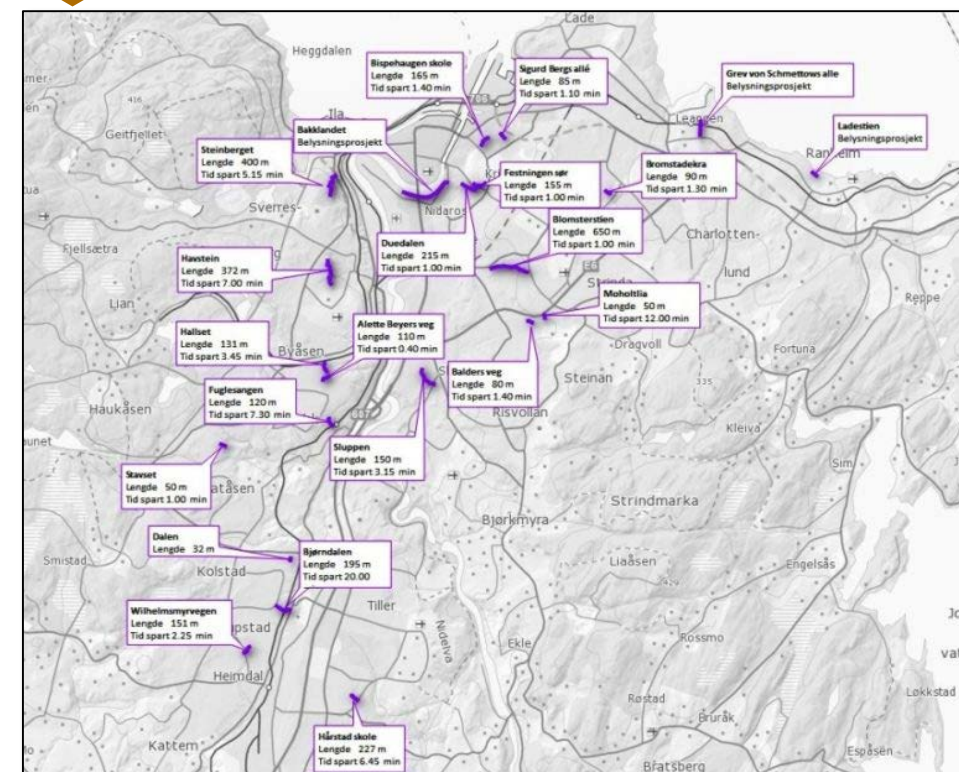 Lade
Heggdalen
Bispehaugen skole
Lengde 165 m
Tid spart 1.40 min
Sigurd Bergs allé
Lengde 85 m
Tid spart 1.10 min
Grev von Schmettows alle
Belysningsprosjekt
416
Geitfjellet
Ila
Bakklandet
Belysningsprosjekt
Leangen
Ladestien
Belysningsprosjekt
Ranheim
Steinberget
Lengde 400 m
Tid spart 5.15 min
Festningen sør
Lengde 155 m
Tid spart 1.00 min
Bromstadekra
Lengde 90 m
Tid spart 1.30 min
Sverres-
Nidaros
Fjellsætra
Duedalen
Lengde 215 m
Tid spart 1.00 min
Blomsterstien
Lengde 650 m
Tid spart 1.00 min
Charlotten-
lund
Havstein
Lengde 372 m
Tid spart 7.00 min
E6
Strinda
Lian
Reppe
Moholtlia
Lengde 50 m
Tid spart 12.00 min
Hallset
Lengde 131 m
Tid spart 3.45 min
Byåsen
Alette Beyers veg
Lengde 110 m
Tid spart 0.40 min
Dragvoll
Fortuna
Balders veg
Lengde 80 m
Tid spart 1.40 min
Steinan
335
Fuglesangen
Lengde 120 m
Tid spart 7.30 min
Haukåsen
Risvollan
Kleiva
Sluppen
Lengde 150 m
Tid spart 3.15 min
Sim
Stavset
Lengde 50 m
Tid spart 1.00 min
atåsen
Strindmarka
Bjørkmyra
Dalen
Lengde 32 m
Bjørndalen
Lengde 195 m
Tid spart 20.00
Smistad
Kolstad
Liaåsen
Engelsås
Wilhelmsmyrvegen
Lengde 151 m
Tid spart 2.25 min
Tiller
Nidelva
Ekle
Rossmo
Heimdal
Løkkstad
Røstad
Bruråk
Hårstad skole
Lengde 227 m
Tid spart 6.45 min
Kattem
Espåsen
Bratsberg